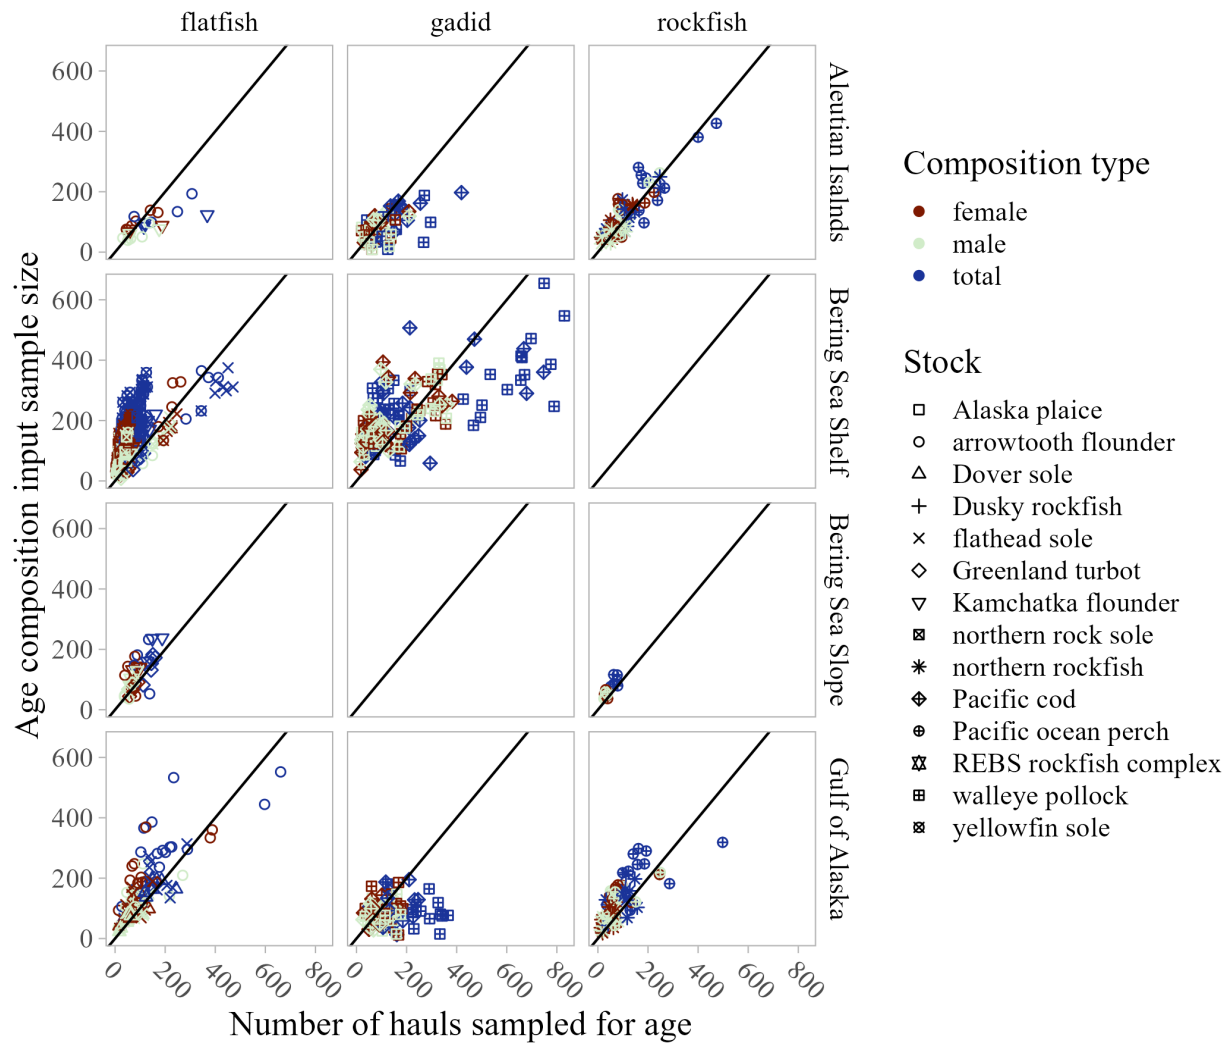 flatfish gadid rockfish
600
400
200
0
Aleutian Isalnds
600
400
200
0
Bering Sea Shelf
600
400
200
0
Bering Sea Slope
600
400
200
0
Gulf of Alaska
0 200 400 600 800 0 200 400 600 800 0 200 400 600 800
Number of hauls sampled for age
Age composition input sample size
Composition type
female
male
total
Stock
Alaska plaice
arrowtooth flounder
Dover sole
Dusky rockfish
flathead sole
Greenland turbot
Kamchatka flounder
northern rock sole
northern rockfish
Pacific cod
Pacific ocean perch
REBS rockfish complex
walleye pollock
yellowfin sole